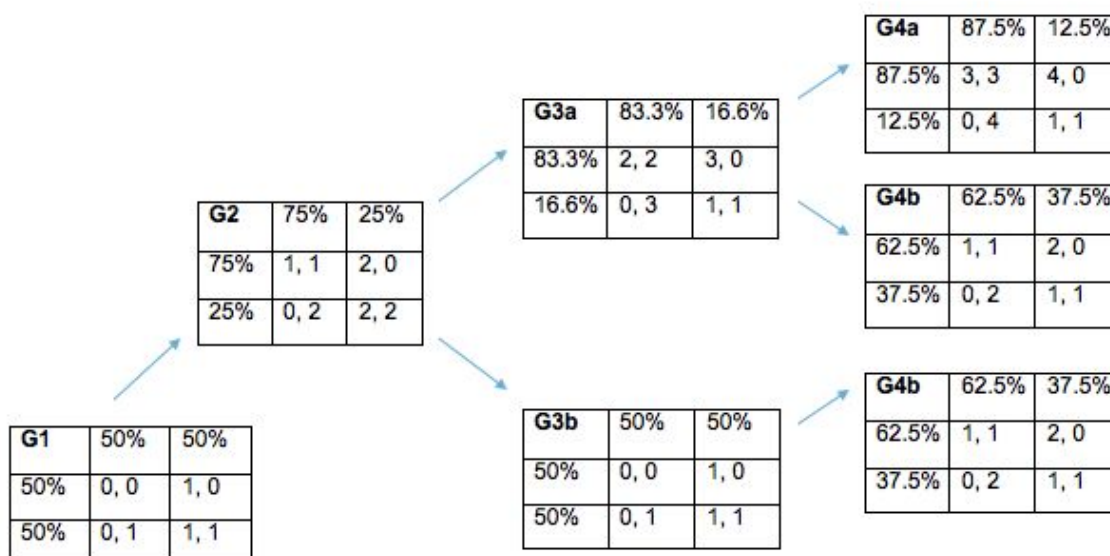 G4a 87.5% 12.5%
87.5% 3, 3 4, 0
12.5% 0, 4 1, 1
G3a 83.3% 16.6%
83.3% 2, 2 3, 0
16.6% 0, 3 1, 1
G4b 62.5% 37.5%
62.5% 1, 1 2, 0
37.5% 0, 2 1, 1
G2 75% 25%
75% 1, 1 2, 0
25% 0, 2 2, 2
G4b 62.5% 37.5%
62.5% 1, 1 2, 0
37.5% 0, 2 1, 1
G3b 50% 50%
50% 0, 0 1, 0
50% 0, 1 1, 1
G1 50% 50%
50% 0, 0 1, 0
50% 0, 1 1, 1